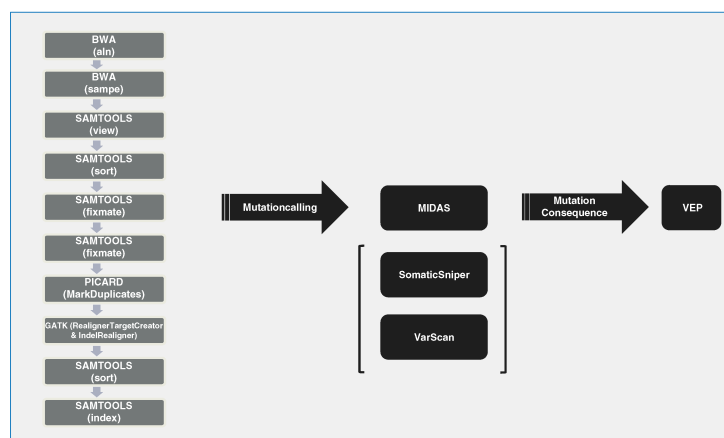 BWA
(aln)
BWA
(sampe)
SAMTOOLS
(view)
SAMTOOLS
(sort)
SAMTOOLS
(fixmate)
SAMTOOLS
(fixmate)
PICARD
(MarkDuplicates)
GATK (RealignerTargetCreator
& IndelRealigner)
SAMTOOLS
(sort)
SAMTOOLS
(index)
Mutationcalling
MIDAS
SomaticSniper
VarScan
Mutation
Consequence
VEP